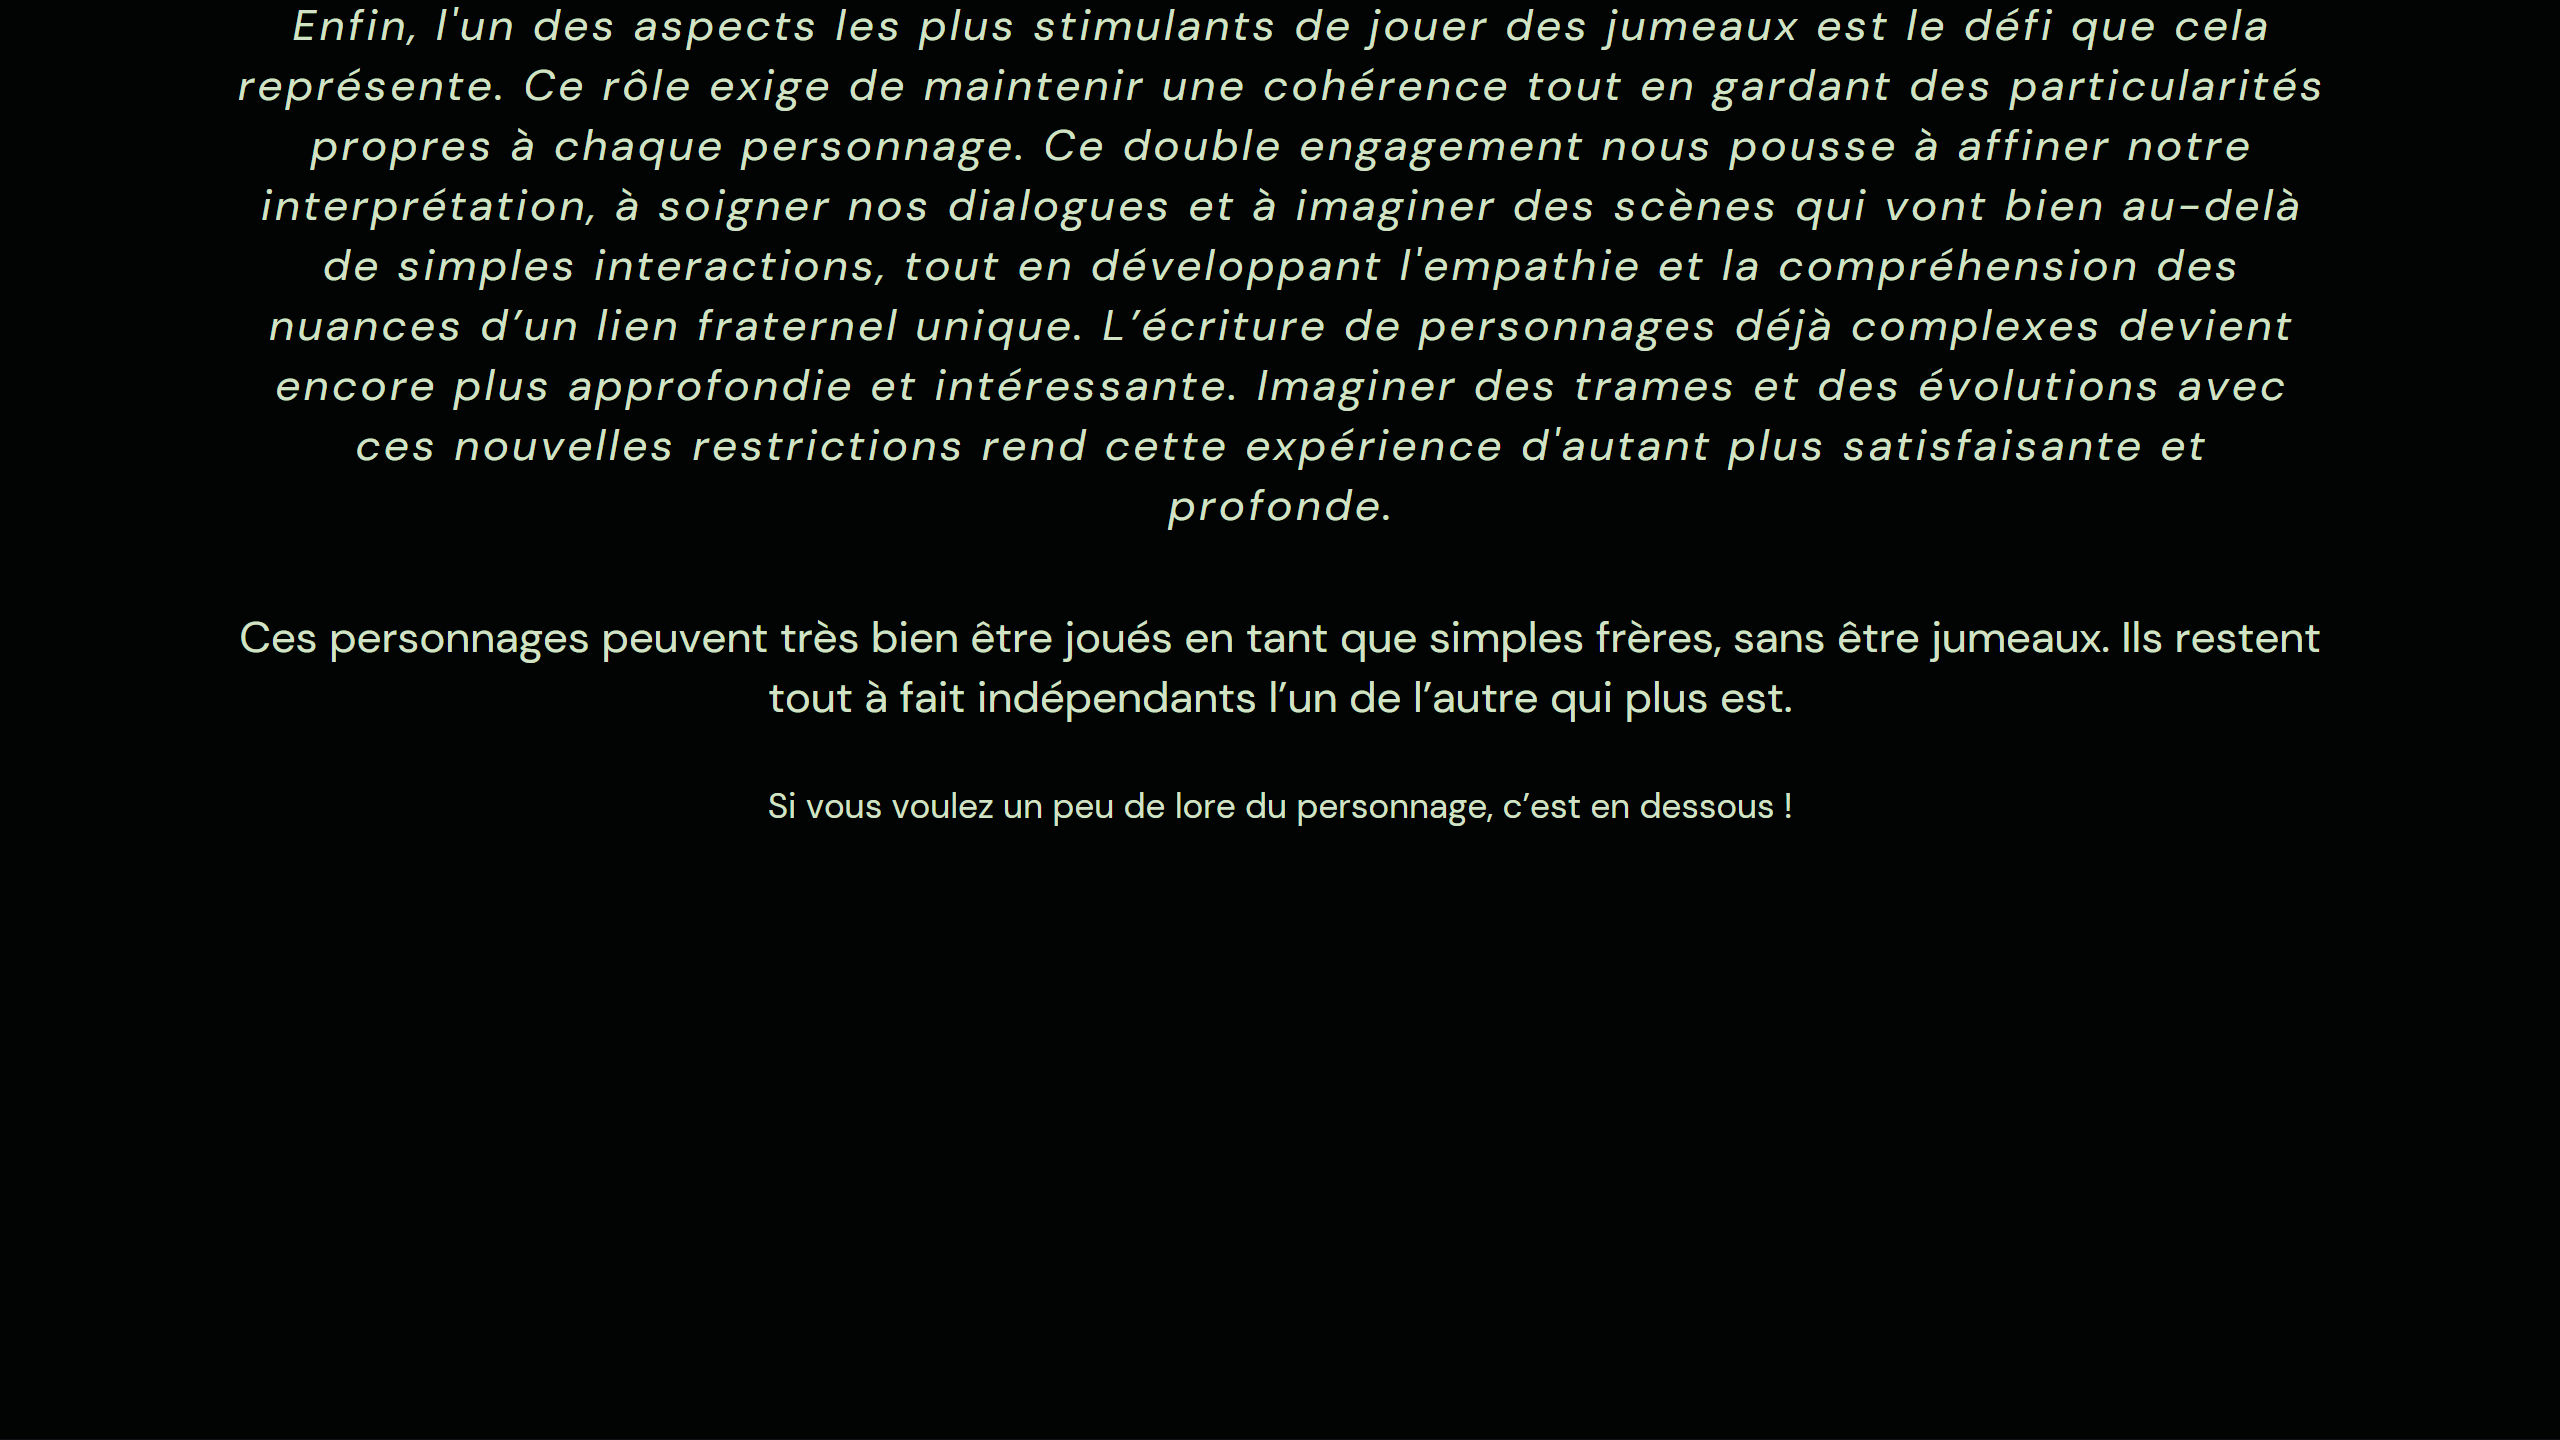 Enfin, l'un des aspects les plus stimulants de jouer des jumeaux est le défi que cela
représente. Ce rôle exige de maintenir une cohérence tout en gardant des particularités
propres à chaque personnage. Ce double engagement nous pousse à affiner notre
interprétation, à soigner nos dialogues et à imaginer des scènes qui vont bien au-delà
de simples interactions, tout en développant l'empathie et la compréhension des
nuances d’un lien fraternel unique. L’écriture de personnages déjà complexes devient
encore plus approfondie et intéressante. Imaginer des trames et des évolutions avec
ces nouvelles restrictions rend cette expérience d'autant plus satisfaisante et
profonde.
Ces personnages peuvent très bien être joués en tant que simples frères, sans être jumeaux. Ils restent
tout à fait indépendants l’un de l’autre qui plus est.
Si vous voulez un peu de lore du personnage, c’est en dessous !